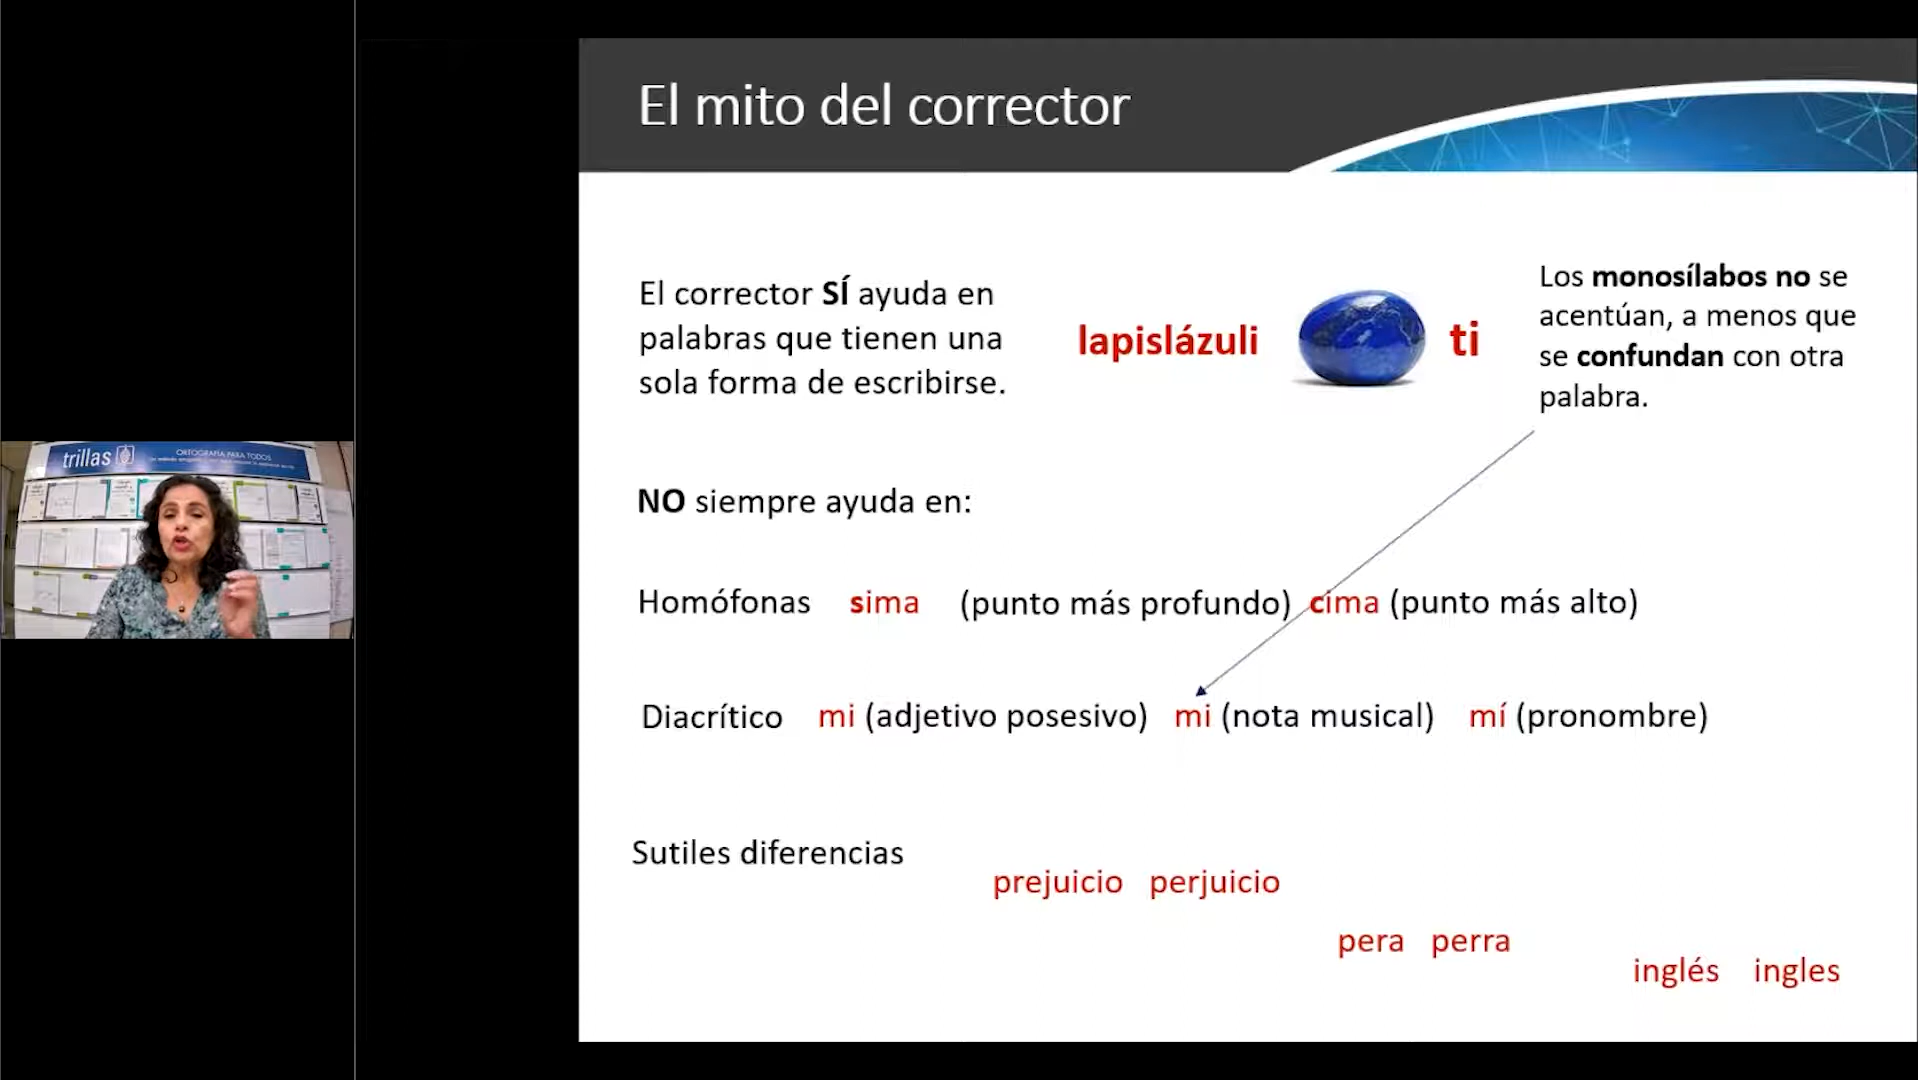 El mito del corrector
El corrector SÍ ayuda en
palabras que tienen una
sola forma de escribirse.
lapislázuli
ti
Los monosílabos no se
acentúan, a menos que
se confundan con otra
palabra.
NO siempre ayuda en:
Homófonas sima (punto más profundo) cima (punto más alto)
Diacrítico mi (adjetivo posesivo) mi (nota musical) mí (pronombre)
Sutiles diferencias
prejuicio perjuicio
pera perra
inglés ingles
trillas
ORTOGRAFÍA PARA TODOS